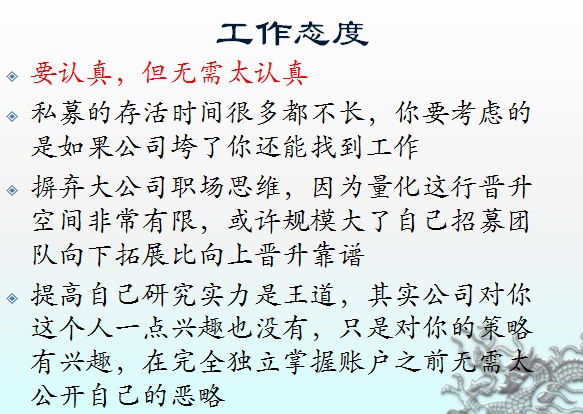 工作态度
要认真，但无需太认真
私募的存活时间很多都不长，你要考虑的
是如果公司垮了你还能找到工作
摒弃大公司职场思维，因为量化这行晋升
空间非常有限，或许规模大了自己招募团
队向下拓展比向上晋升靠谱
提高自己研究实力是王道，其实公司对你
这个人一点兴趣也没有，只是对你的策略
有兴趣，在完全独立掌握账户之前无需太
公开自己的恶略